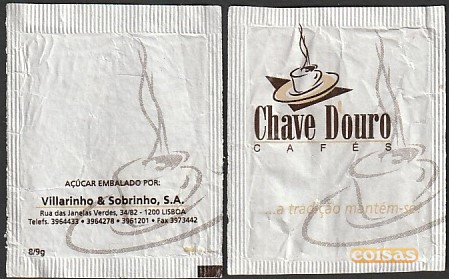 AÇÚCAR EMBALADO POR:
Villarinho & Sobrinho, S.A.
Rua das Janelas Verdes, 34/82 - 1200 LISBOA
Telefs. 3964433 • 3964278 • 3961201 • Fax 3973442
8/9g
Chave Douro
CAFÉS
...a tradição mantém-se
coisas